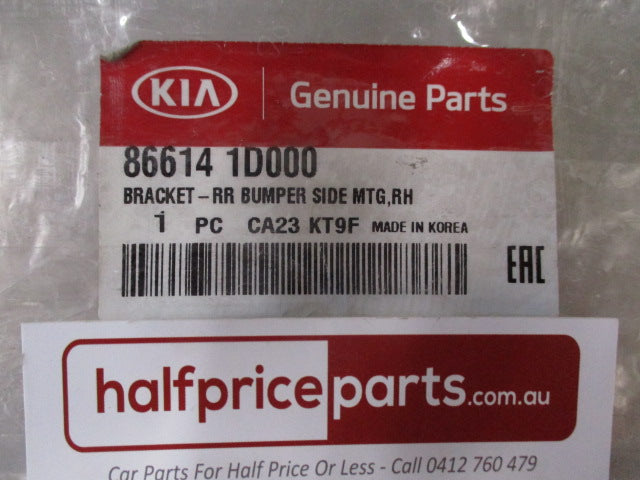 KIA Genuine Parts
86614 1D000
BRACKET-RR BUMPER SIDE MTG,RH
1 PC CA23 KT9F MADE IN KOREA
EAC
halfpriceparts.com.au
Car Parts For Half Price Or Less - Call 0412 760 479